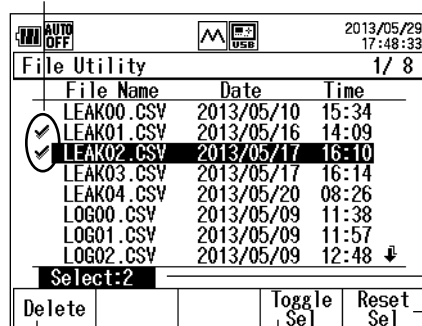 AUTO OFF USB 2013/05/29 17:48:33
File Utility 1/ 8
File Name Date Time
LEAK00.CSV 2013/05/10 15:34
LEAK01.CSV 2013/05/16 14:09
LEAK02.CSV 2013/05/17 16:10
LEAK03.CSV 2013/05/17 16:14
LEAK04.CSV 2013/05/20 08:26
LOG00.CSV 2013/05/09 11:38
LOG01.CSV 2013/05/09 11:57
LOG02.CSV 2013/05/09 12:48
Select:2
Delete Toggle Sel Reset Sel